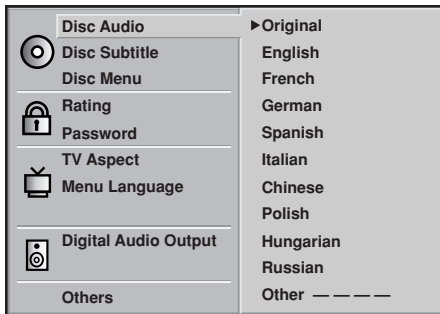 Disc Audio
Disc Subtitle
Disc Menu
Rating
Password
TV Aspect
Menu Language
Digital Audio Output
Others
►Original
English
French
German
Spanish
Italian
Chinese
Polish
Hungarian
Russian
Other — — — —